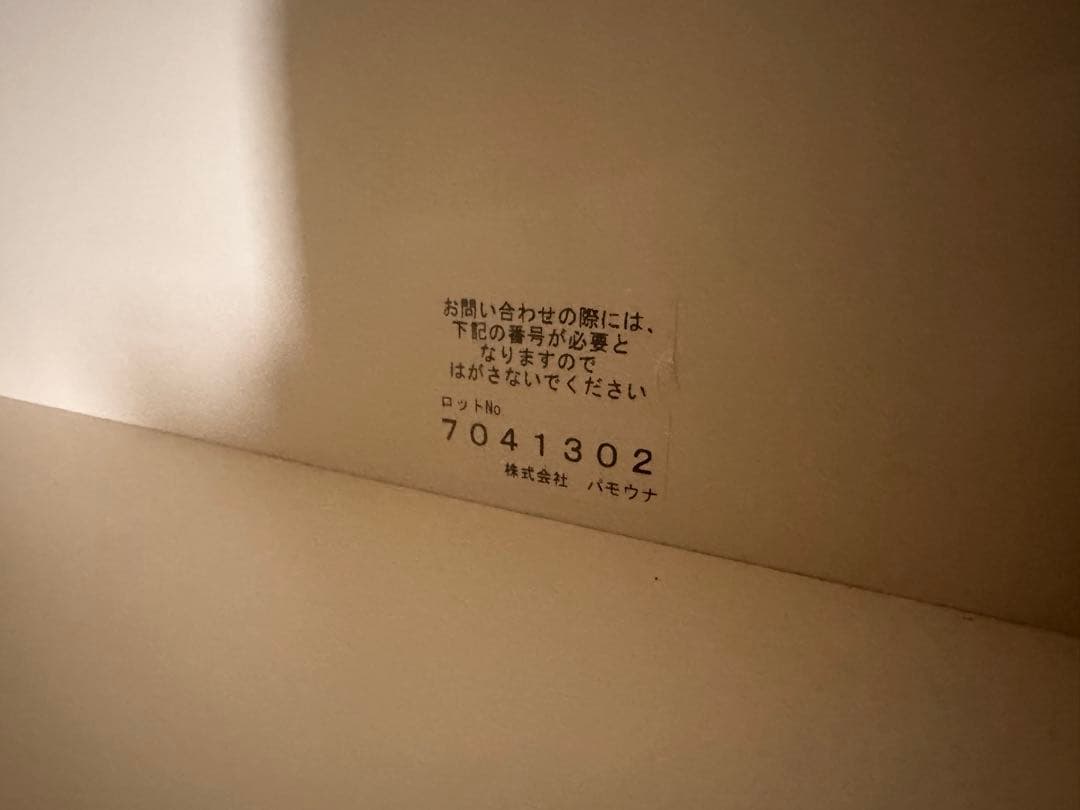 お問い合わせの際には、
下記の番号が必要と
なりますので
はがさないでください
ロットNo
7041302
株式会社　パモウナ